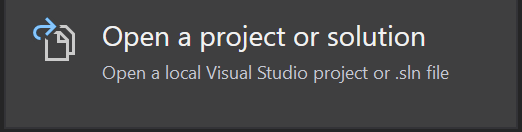 Open a project or solution
Open a local Visual Studio project or .sln file